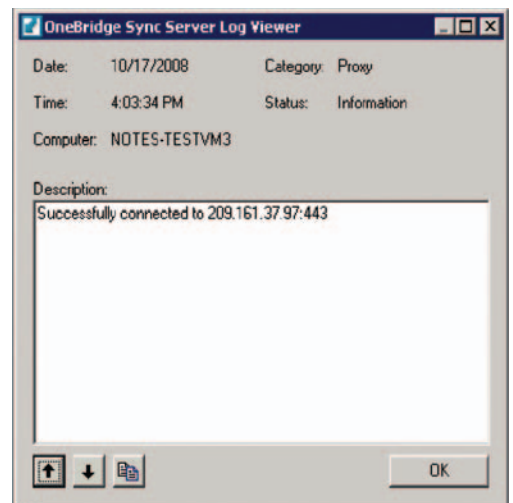 OneBridge Sync Server Log Viewer
Date: 10/17/2008 Category: Proxy
Time: 4:03:34 PM Status: Information
Computer: NOTES-TESTVM3
Description:
Successfully connected to 209.161.37.97:443
OK